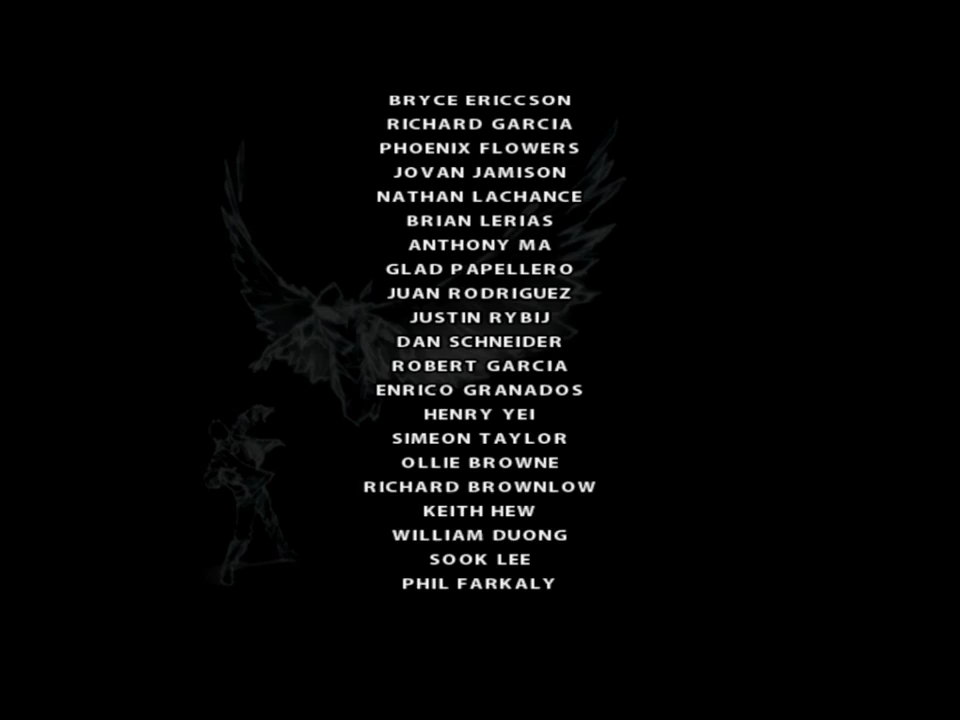 BRYCE ERICCSON
RICHARD GARCIA
PHOENIX FLOWERS
JOVAN JAMISON
NATHAN LACHANCE
BRIAN LERIAS
ANTHONY MA
GLAD PAPELLERO
JUAN RODRIGUEZ
JUSTIN RYBIJ
DAN SCHNEIDER
ROBERT GARCIA
ENRICO GRANADOS
HENRY YEI
SIMEON TAYLOR
OLLIE BROWNE
RICHARD BROWNLOW
KEITH HEW
WILLIAM DUONG
SOOK LEE
PHIL FARKALY